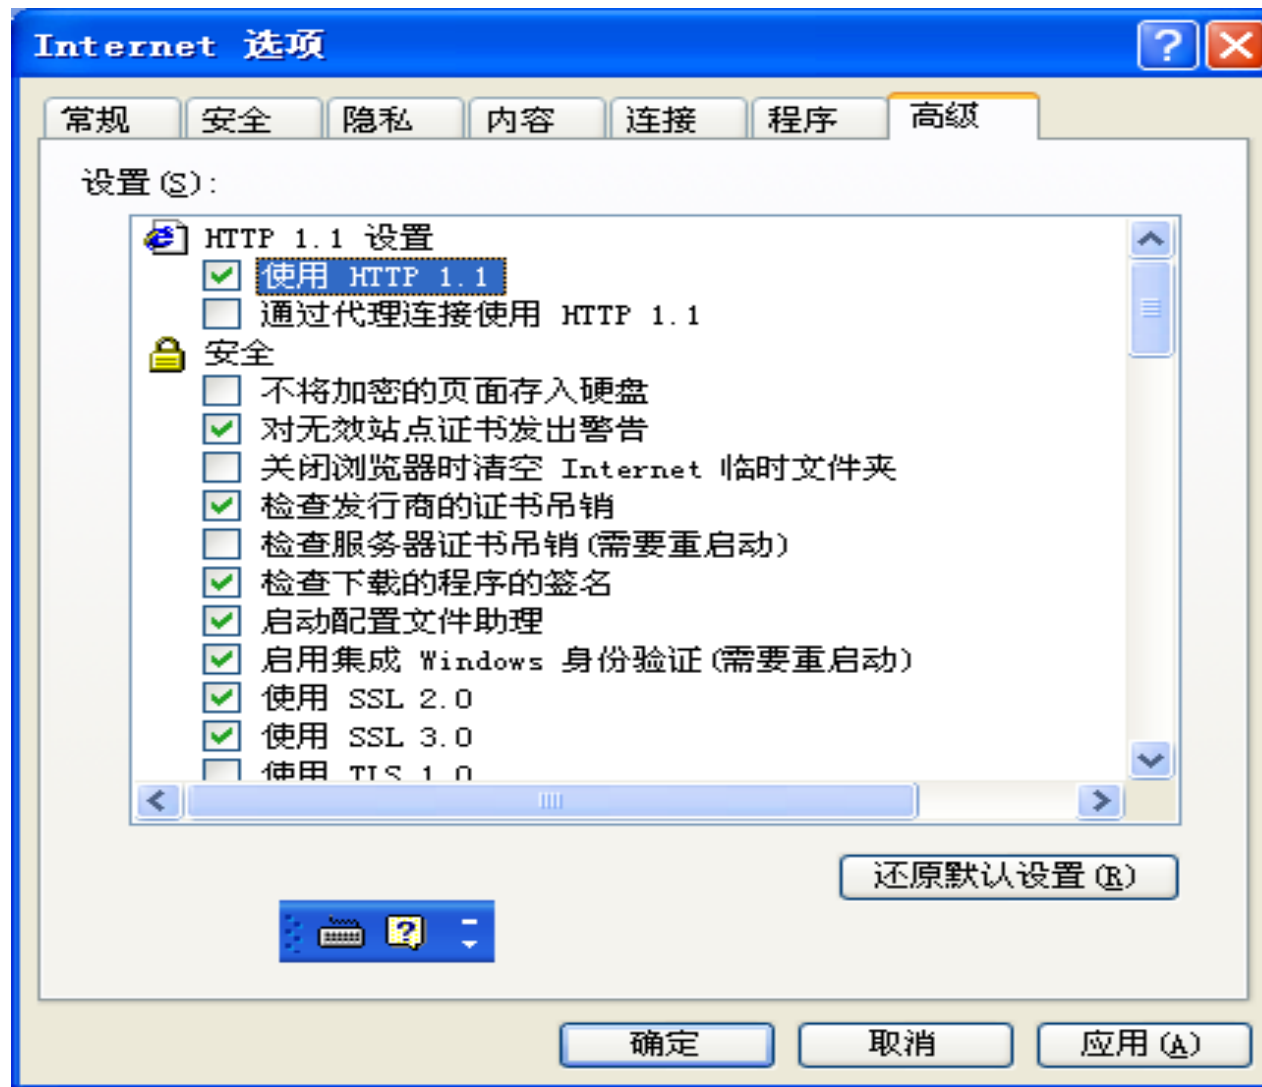 Internet 选项
常规 安全 隐私 内容 连接 程序 高级
设置(S):
HTTP 1.1 设置
使用 HTTP 1.1
通过代理连接使用 HTTP 1.1
安全
不将加密的页面存入硬盘
对无效站点证书发出警告
关闭浏览器时清空 Internet 临时文件夹
检查发行商的证书吊销
检查服务器证书吊销(需要重启动)
检查下载的程序的签名
启动配置文件助理
启用集成 Windows 身份验证(需要重启动)
使用 SSL 2.0
使用 SSL 3.0
使用 TLS 1.0
还原默认设置(R)
确定 取消 应用(A)